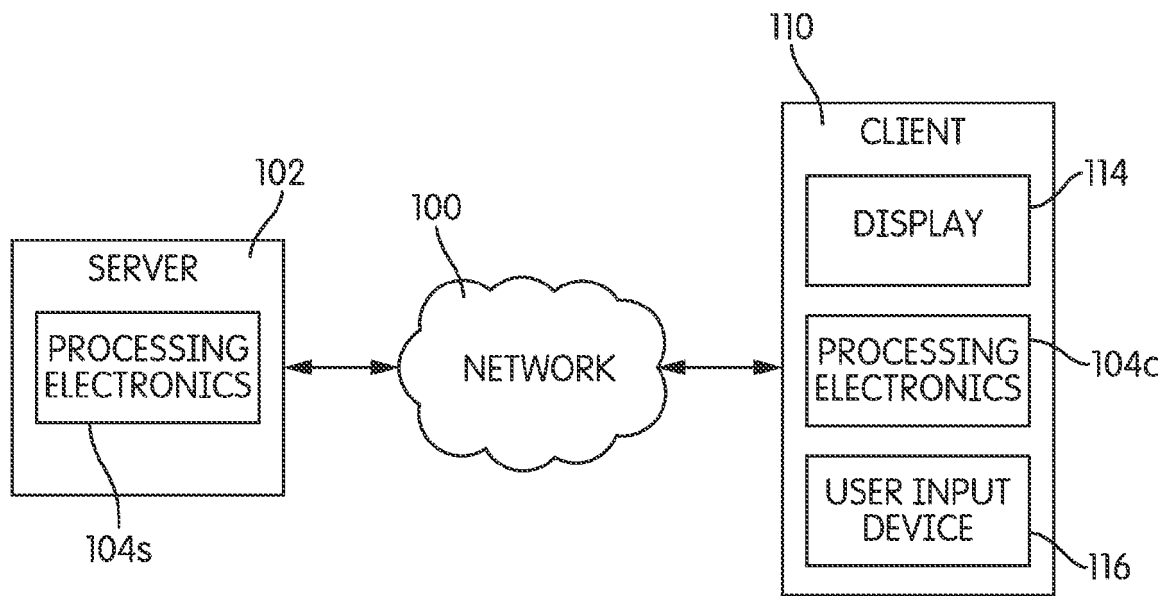 110
CLIENT
102
114
100
DISPLAY
SERVER
PROCESSING
ELECTRONICS
NETWORK
PROCESSING
ELECTRONICS
104c
USER INPUT
DEVICE
104s
116